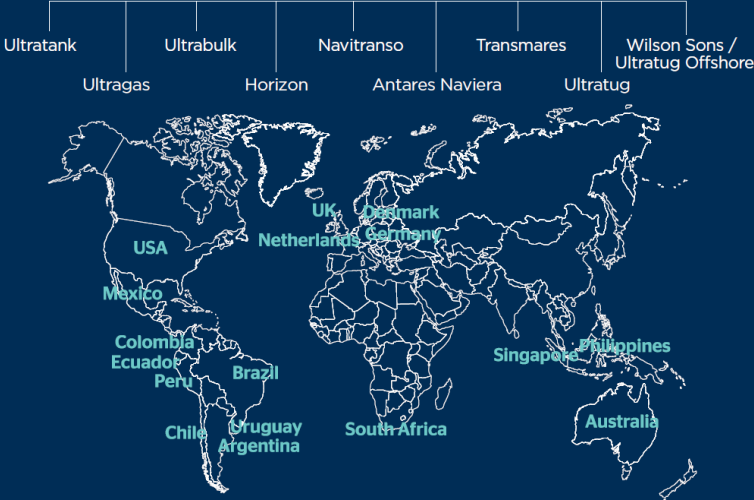 Ultratank
Ultrabulk
Navitranso
Transmares
Wilson Sons /
Ultratug Offshore
Ultragas
Horizon
Antares Naviera
Ultratug
UK
Denmark
Germany
Netherlands
USA
Mexico
Colombia
Ecuador
Peru
Brazil
Chile
Uruguay
Argentina
South Africa
Singapore
Philippines
Australia